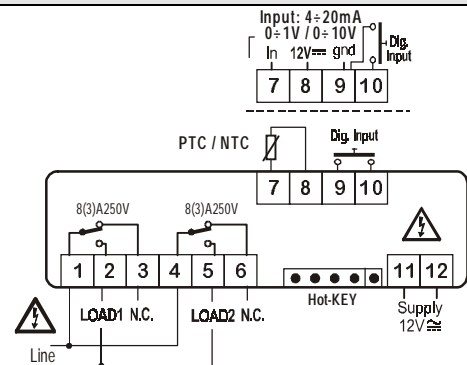 Input: 4÷20mA
0÷1V / 0÷10V
In 12V⎓ gnd
Dig.
Input
7 8 9 10
PTC / NTC
Dig. Input
7 8 9 10
8(3)A250V 8(3)A250V
1 2 3 4 5 6 11 12
LOAD1 N.C. LOAD2 N.C.
Hot-KEY
Supply
12V≅
Line